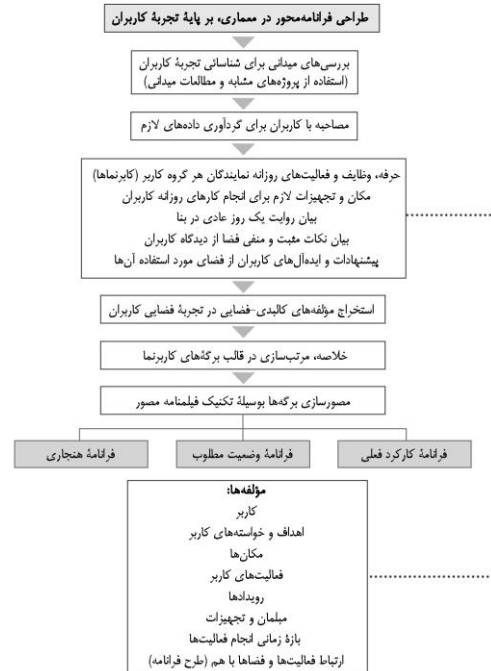 طراحی فرانامه‌محور در معماری، بر پایهٔ تجربهٔ کاربران
بررسی‌های میدانی برای شناسائی تجربهٔ کاربران
(استفاده از پروژه‌های مشابه و مطالعات میدانی)
مصاحبه با کاربران برای گردآوری داده‌های لازم
حرفه، وظایف و فعالیت‌های روزانه نمایندگان هر گروه کاربر (کابرنماها)
مکان و تجهیزات لازم برای انجام کارهای روزانه کاربران
بیان روایت یک روز عادی در بنا
بیان نکات مثبت و منفی فضا از دیدگاه کاربران
پیشنهادات و ایده‌آل‌های کاربران از فضای مورد استفاده آن‌ها
استخراج مؤلفه‌های کالبدی-فضایی در تجربهٔ فضایی کاربران
خلاصه، مرتب‌سازی در قالب برگه‌های کاربرنما
مصورسازی برگه‌ها بوسیلهٔ تکنیک فیلمنامه مصور
فرانامهٔ کارکرد فعلی
فرانامهٔ وضعیت مطلوب
فرانامهٔ هنجاری
مؤلفه‌ها:
کاربر
اهداف و خواسته‌های کاربر
مکان‌ها
فعالیت‌های کاربر
رویدادها
مبلمان و تجهیزات
بازهٔ زمانی انجام فعالیت‌ها
ارتباط فعالیت‌ها و فضاها با هم (طرح فرانامه)